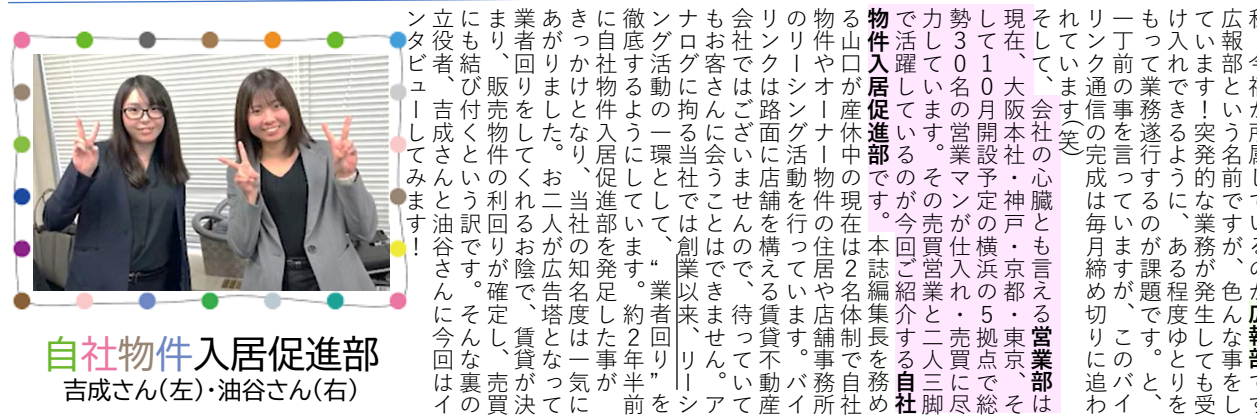 広報部という名前ですが、色んな事をし
ています！突発的な業務が発生しても受
け入れできるように、ある程度ゆとりを
もって業務遂行するのが課題です。と、
一丁前の事を言っていますが、このバイ
リンク通信の完成は毎月締め切りに追わ
れています(笑)
そして、会社の心臓とも言える営業部は
現在、大阪本社・神戸・京都・東京、そ
して10月開設予定の横浜の5拠点で総
勢30名の営業マンが仕入れ・売買に尽
力しています。その売買営業と二人三脚
で活躍しているのが今回ご紹介する自社
物件入居促進部です。本誌編集長を務め
る山口が産休中の現在は2名体制で自社
物件やオーナー物件の住居や店舗事務所
のリーシング活動を行っています。バイ
リンクは路面に店舗を構える賃貸不動産
会社ではございませんので、待っていて
もお客さんに会うことはできません。ア
ナログに拘る当社では創業以来、リーシ
ング活動の一環として、“業者回り”を
徹底するようにしています。約2年半前
に自社物件入居促進部を発足した事が
きっかけとなり、当社の知名度は一気に
あがりました。お二人が広告塔となって
業者回りをしてくれるお陰で、賃貸が決
まり、販売物件の利回りが確定し、売買
にも結び付くという訳です。そんな裏の
立役者、吉成さんと油谷さんに今回はイ
ンタビューしてみます！
自社物件入居促進部
吉成さん(左)・油谷さん(右)